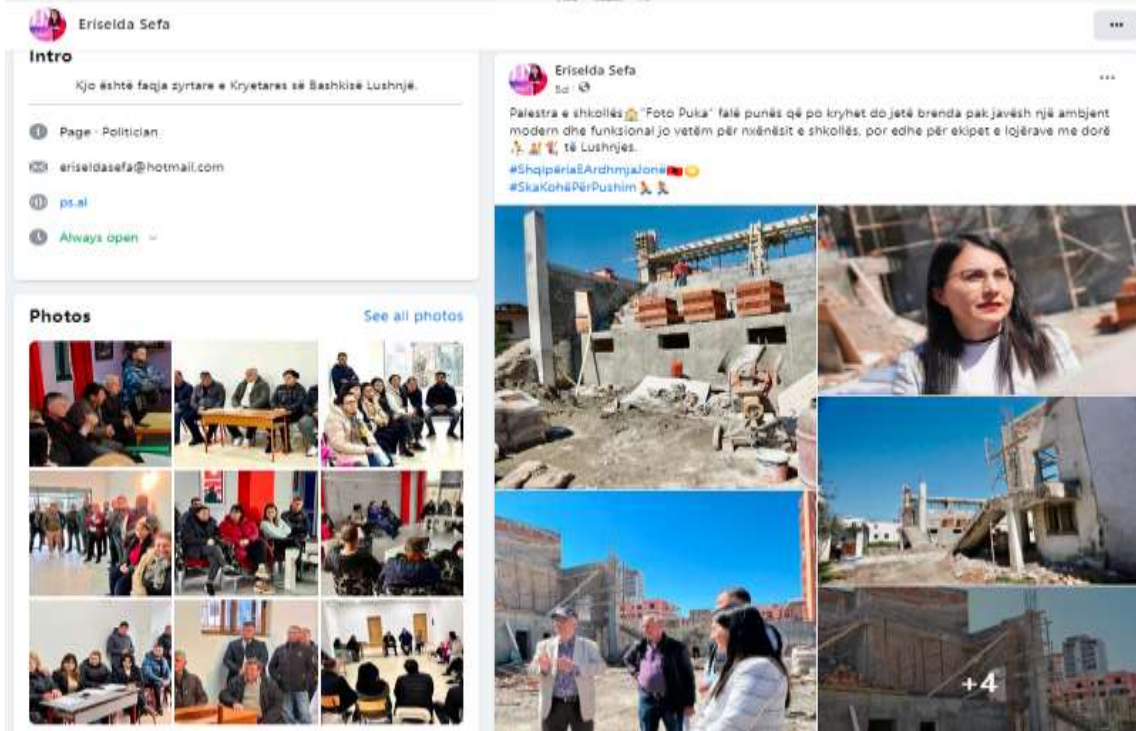 Eriselda Sefa
Intro
Kjo është faqja zyrtare e Kryetares së Bashkisë Lushnjë.
Page · Politician
eriseldasefa@hotmail.com
ps.al
Always open
Photos
See all photos
Eriselda Sefa
5d
Palestra e shkollës🏫"Foto Puka" falë punës që po kryhet do jetë brenda pak javësh një ambjent
modern dhe funksional jo vetëm për nxënësit e shkollës, por edhe për ekipet e lojërave me dorë
të Lushnjes.
#ShqipëriaEArdhmjaJonë🇦🇱
#SkaKohëPërPushim
+4